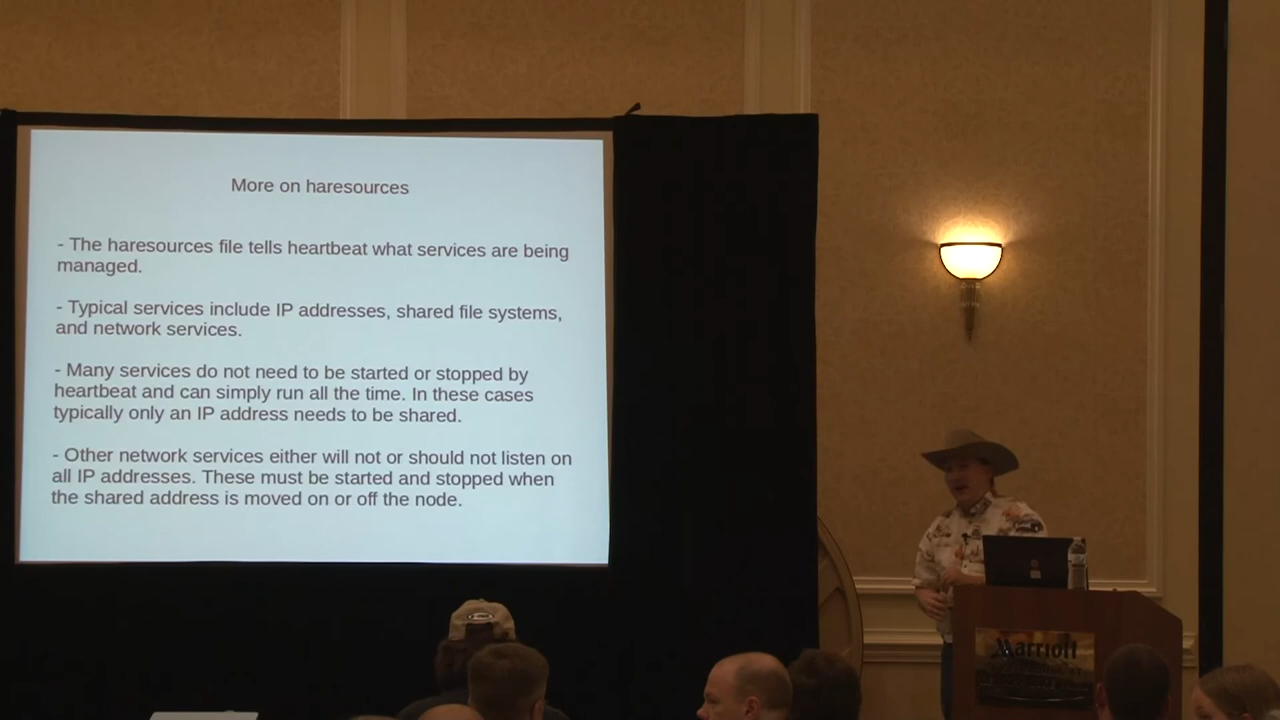 More on haresources
- The haresources file tells heartbeat what services are being
managed.
- Typical services include IP addresses, shared file systems,
and network services.
- Many services do not need to be started or stopped by
heartbeat and can simply run all the time. In these cases
typically only an IP address needs to be shared.
- Other network services either will not or should not listen on
all IP addresses. These must be started and stopped when
the shared address is moved on or off the node.
Marriott